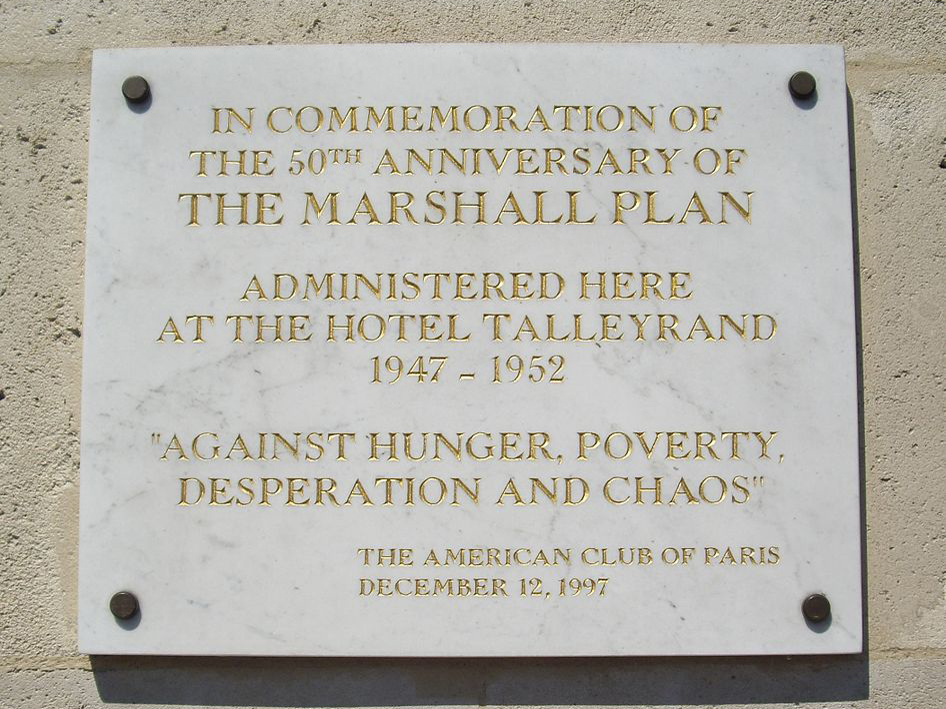 IN COMMEMORATION OF
THE 50TH ANNIVERSARY OF
THE MARSHALL PLAN
ADMINISTERED HERE
AT THE HOTEL TALLEYRAND
1947 - 1952
"AGAINST HUNGER, POVERTY,
DESPERATION AND CHAOS"
THE AMERICAN CLUB OF PARIS
DECEMBER 12, 1997